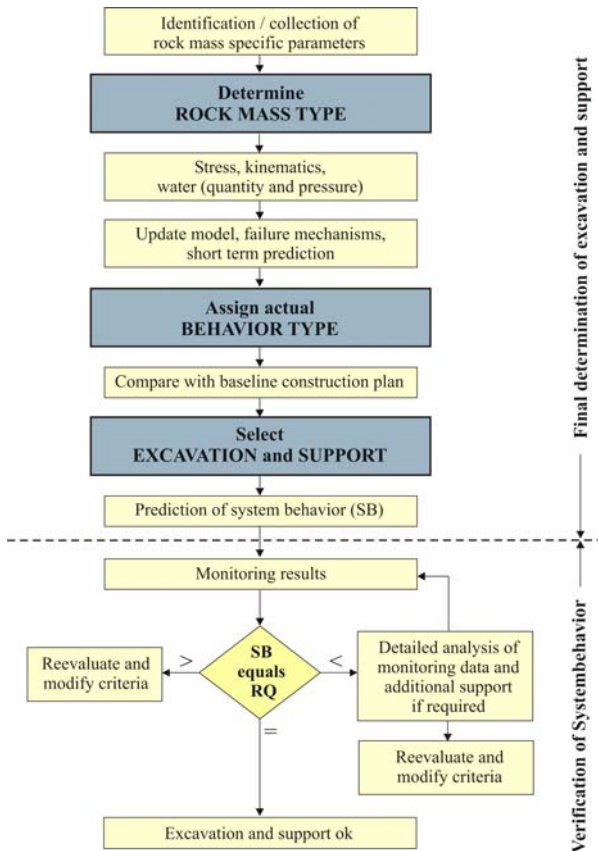 Identification / collection of
rock mass specific parameters
Determine
ROCK MASS TYPE
Stress, kinematics,
water (quantity and pressure)
Update model, failure mechanisms,
short term prediction
Assign actual
BEHAVIOR TYPE
Compare with baseline construction plan
Select
EXCAVATION and SUPPORT
Prediction of system behavior (SB)
Final determination of excavation and support
Monitoring results
Reevaluate and
modify criteria
>
SB
equals
RQ
<
=
Detailed analysis of
monitoring data and
additional support
if required
Reevaluate and
modify criteria
Excavation and support ok
Verification of Systembehavior